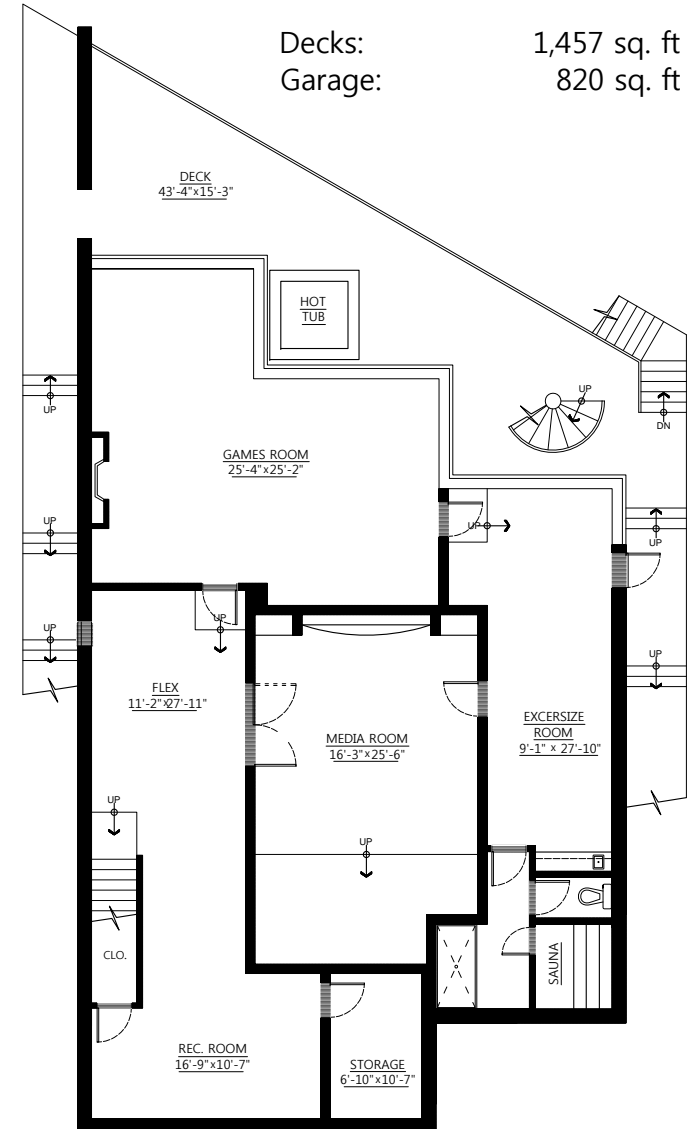 Decks: 1,457 sq. ft
Garage: 820 sq. ft
DECK
43'-4"x15'-3"
HOT
TUB
UP
UP
DN
GAMES ROOM
25'-4"x25'-2"
UP
UP
UP
UP
UP
UP
FLEX
11'-2"x27'-11"
EXCERSIZE
ROOM
9'-1" x 27'-10"
MEDIA ROOM
16'-3"x25'-6"
UP
UP
UP
CLO.
SAUNA
REC. ROOM
16'-9"x10'-7"
STORAGE
6'-10"x10'-7"